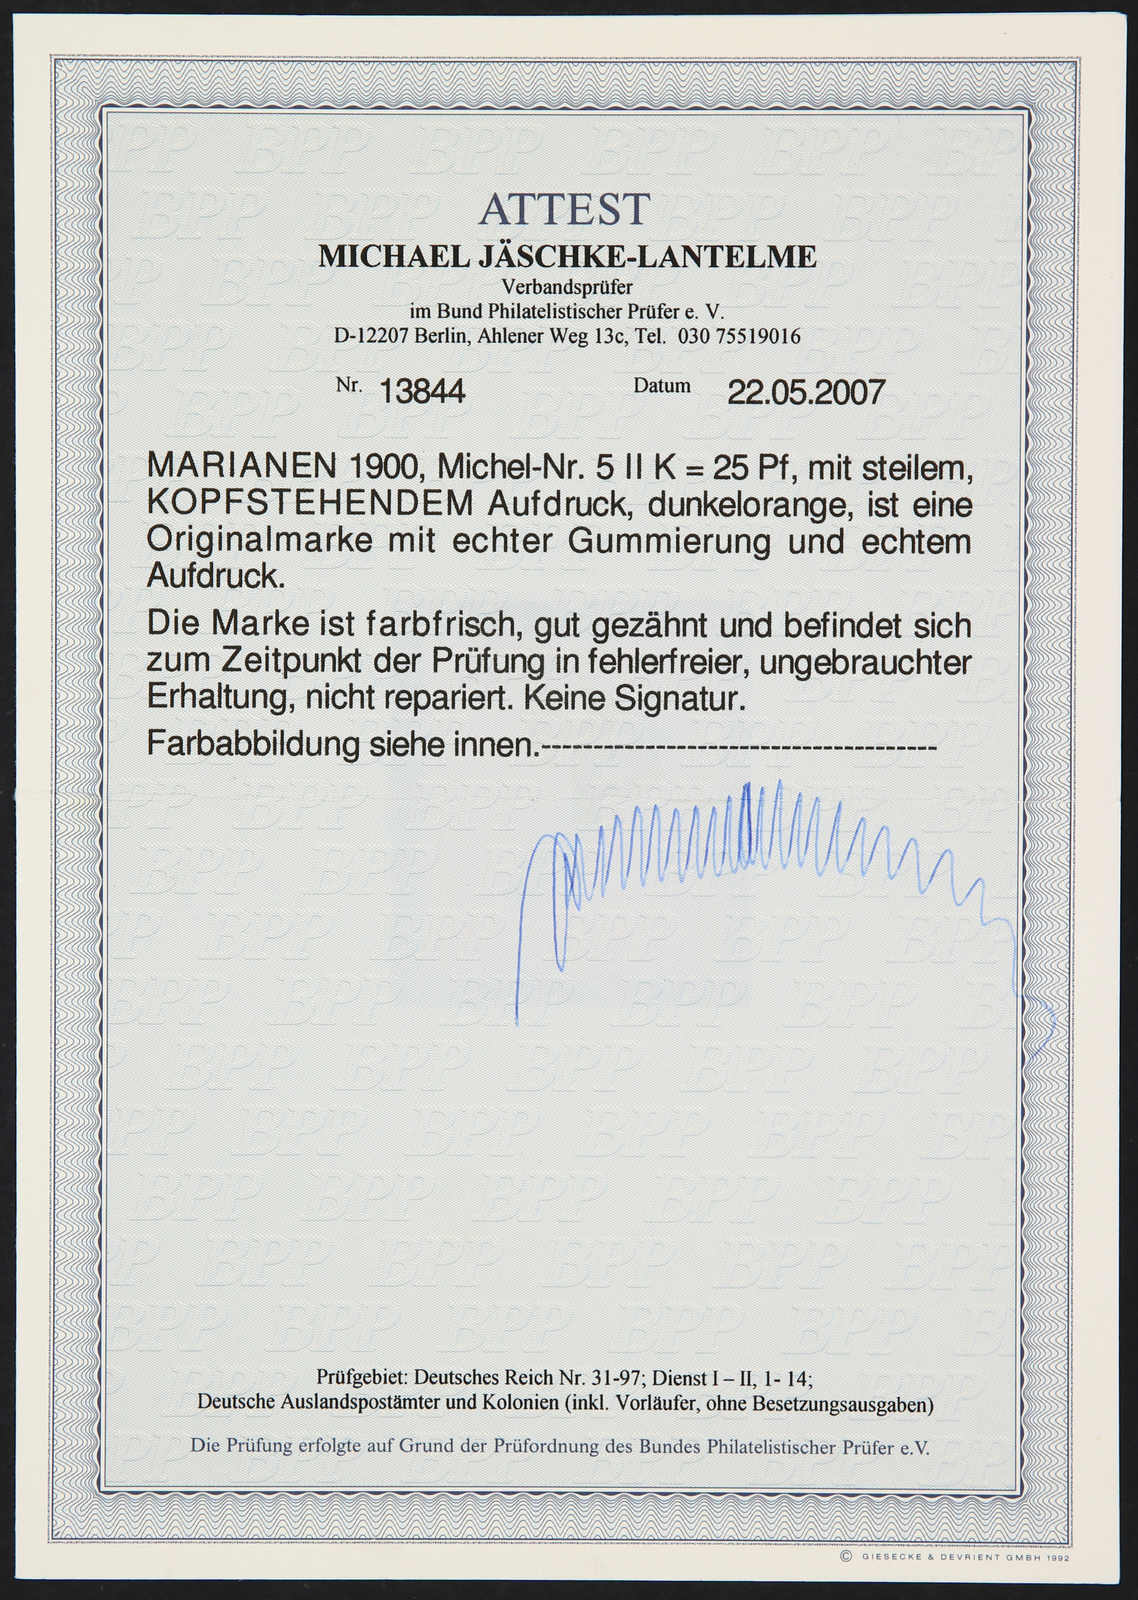 ATTEST
MICHAEL JÄSCHKE-LANTELME
Verbandsprüfer
im Bund Philatelistischer Prüfer e. V.
D-12207 Berlin, Ahlener Weg 13c, Tel. 030 75519016
Nr. 13844 Datum 22.05.2007
MARIANEN 1900, Michel-Nr. 5 II K = 25 Pf, mit steilem,
KOPFSTEHENDEM Aufdruck, dunkelorange, ist eine
Originalmarke mit echter Gummierung und echtem
Aufdruck.
Die Marke ist farbfrisch, gut gezähnt und befindet sich
zum Zeitpunkt der Prüfung in fehlerfreier, ungebrauchter
Erhaltung, nicht repariert. Keine Signatur.
Farbabbildung siehe innen.--------------------------------------
Prüfgebiet: Deutsches Reich Nr. 31-97; Dienst I – II, 1- 14;
Deutsche Auslandspostämter und Kolonien (inkl. Vorläufer, ohne Besetzungsausgaben)
Die Prüfung erfolgte auf Grund der Prüfordnung des Bundes Philatelistischer Prüfer e.V.
© GIESECKE & DEVRIENT GMBH 1992